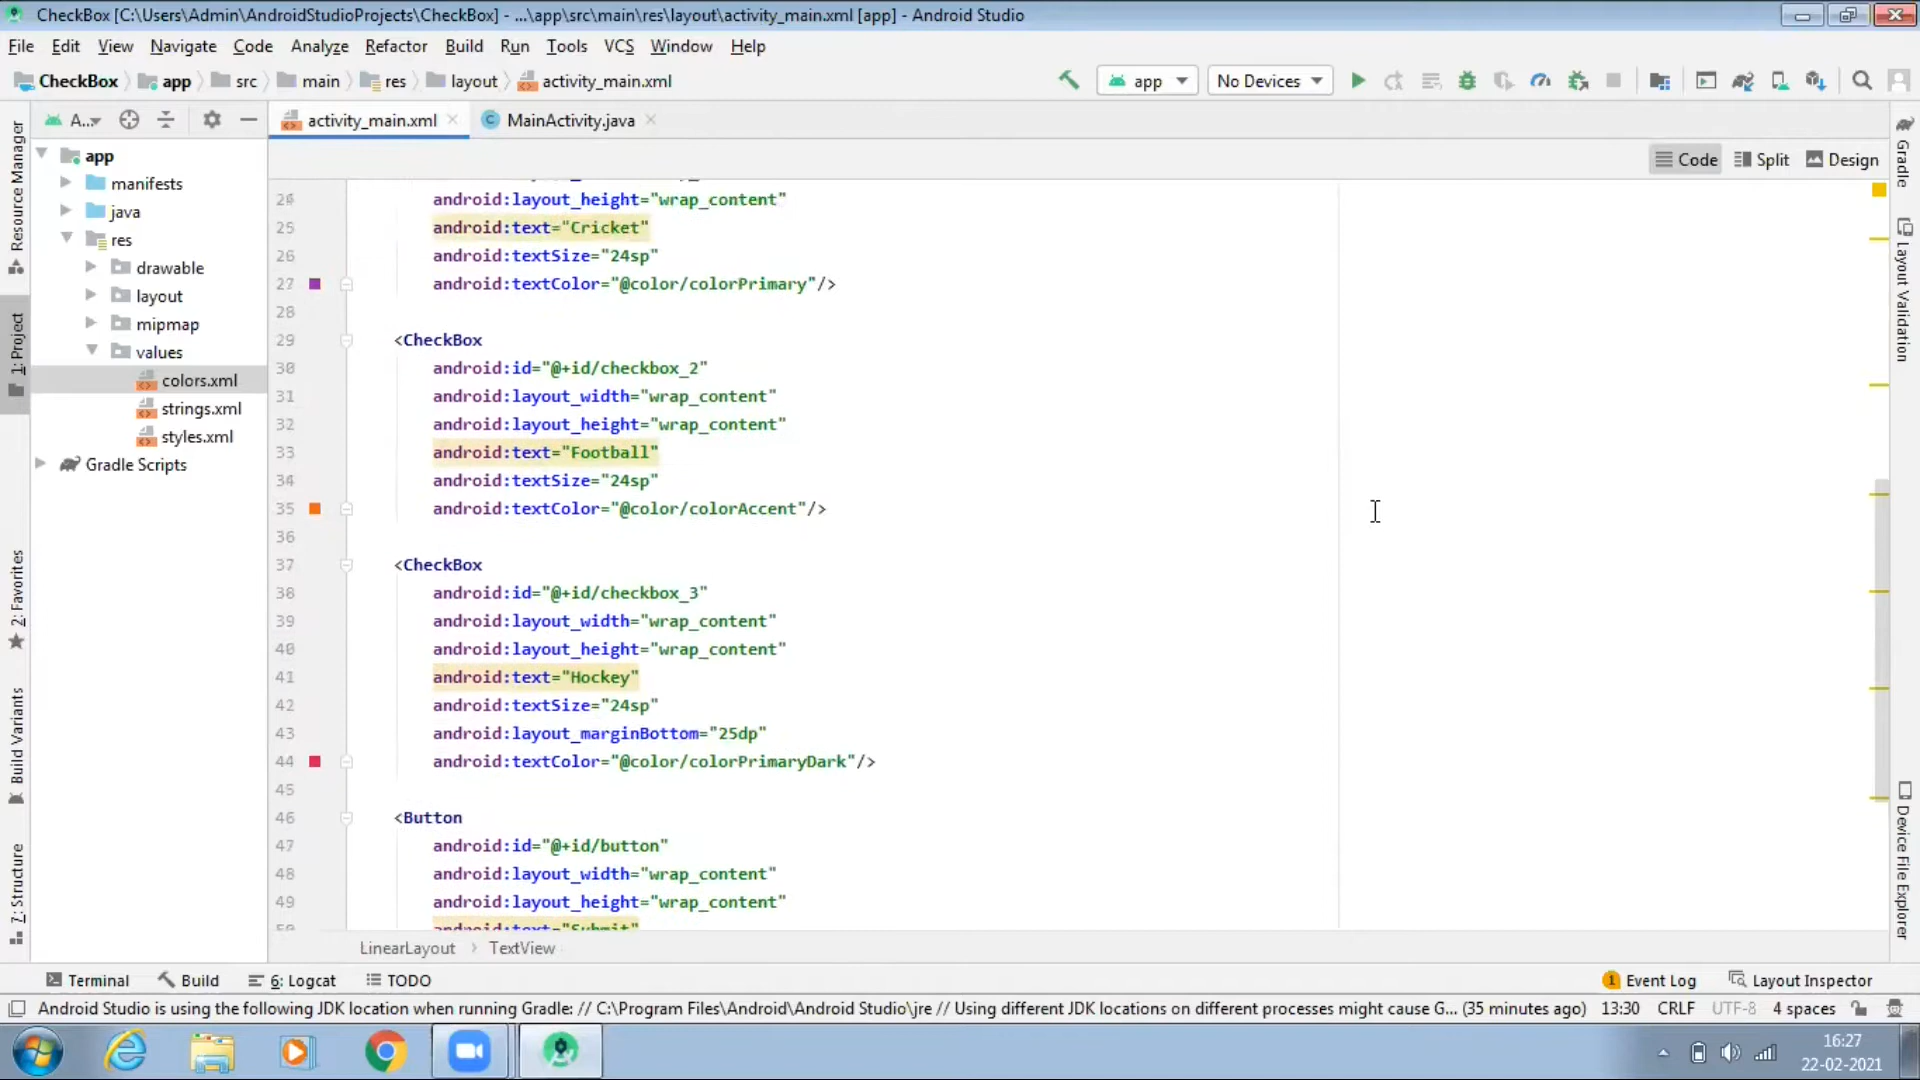 CheckBox [C:\Users\Admin\AndroidStudioProjects\CheckBox] - ...\app\src\main\res\layout\activity_main.xml [app] - Android Studio
File Edit View Navigate Code Analyze Refactor Build Run Tools VCS Window Help
CheckBox app src main res layout activity_main.xml
app No Devices
A... activity_main.xml MainActivity.java
Code Split Design
Resource Manager
1: Project
2: Favorites
Build Variants
7: Structure
app
manifests
java
res
drawable
layout
mipmap
values
colors.xml
strings.xml
styles.xml
Gradle Scripts
24 android:layout_height="wrap_content"
25 android:text="Cricket"
26 android:textSize="24sp"
27 android:textColor="@color/colorPrimary"/>
28
29 <CheckBox
30 android:id="@+id/checkbox_2"
31 android:layout_width="wrap_content"
32 android:layout_height="wrap_content"
33 android:text="Football"
34 android:textSize="24sp"
35 android:textColor="@color/colorAccent"/>
36
37 <CheckBox
38 android:id="@+id/checkbox_3"
39 android:layout_width="wrap_content"
40 android:layout_height="wrap_content"
41 android:text="Hockey"
42 android:textSize="24sp"
43 android:layout_marginBottom="25dp"
44 android:textColor="@color/colorPrimaryDark"/>
45
46 <Button
47 android:id="@+id/button"
48 android:layout_width="wrap_content"
49 android:layout_height="wrap_content"
50 android:text="Submit"
LinearLayout TextView
Gradle
Layout Validation
Device File Explorer
Terminal Build 6: Logcat TODO 1 Event Log Layout Inspector
Android Studio is using the following JDK location when running Gradle: // C:\Program Files\Android\Android Studio\jre // Using different JDK locations on different processes might cause G... (35 minutes ago) 13:30 CRLF UTF-8 4 spaces
16:27
22-02-2021